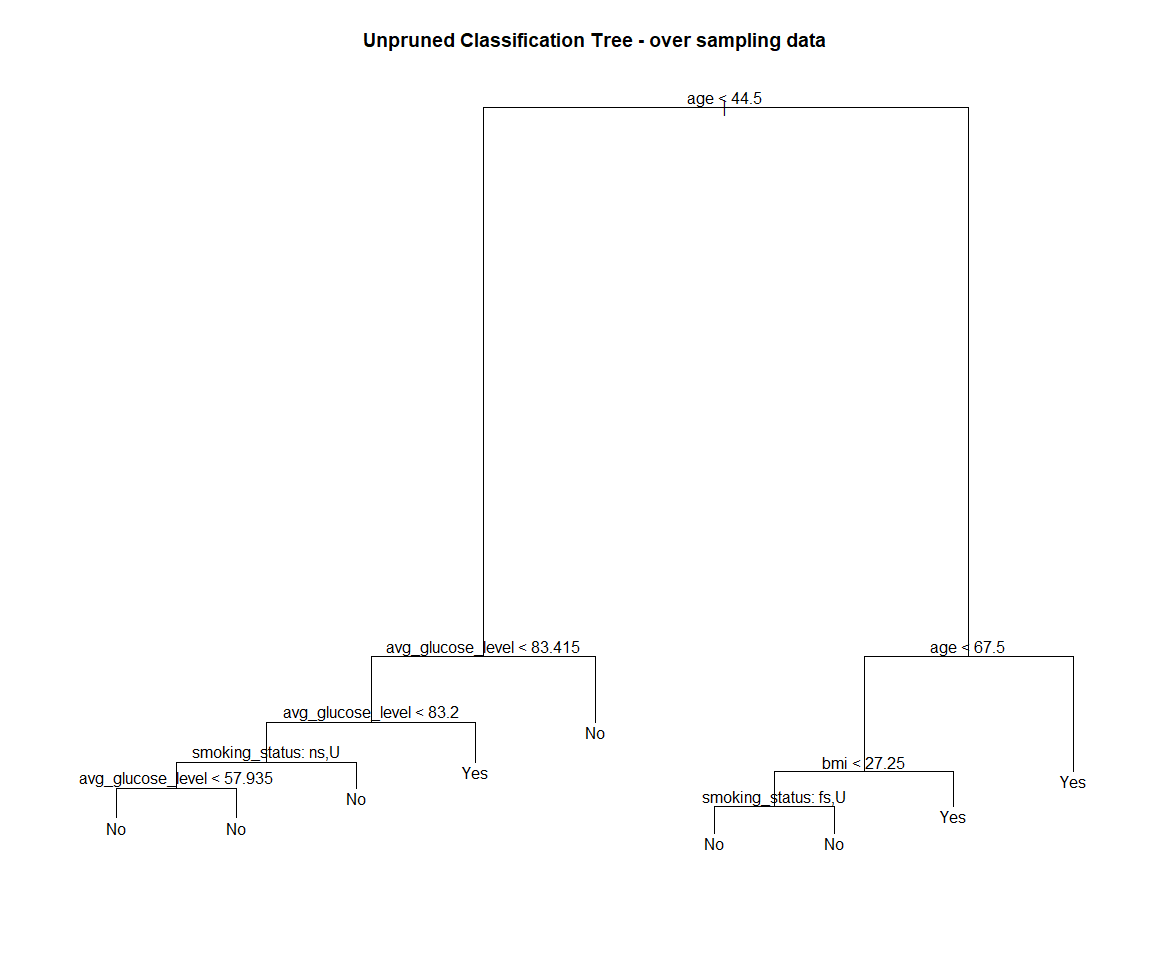 Unpruned Classification Tree - over sampling data
age < 44.5
avg_glucose_level < 83.415
age < 67.5
avg_glucose_level < 83.2
No
smoking_status: ns,U
Yes
bmi < 27.25
Yes
avg_glucose_level < 57.935
No
smoking_status: fs,U
Yes
No
No
No
No